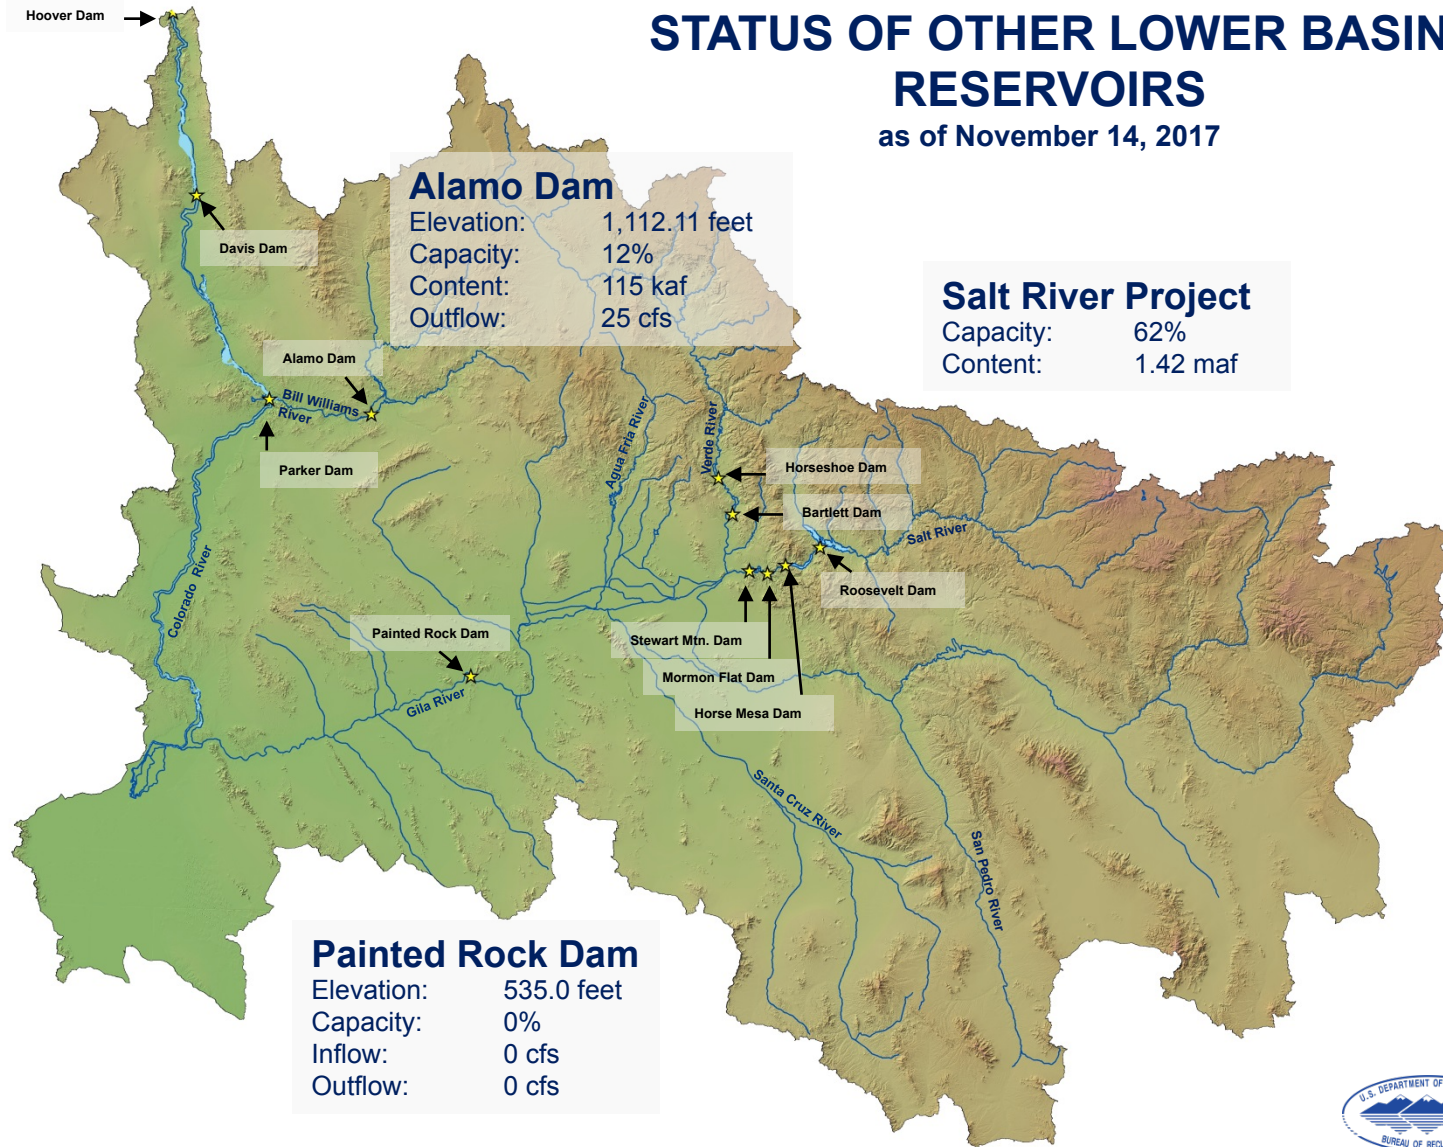 Hoover Dam
STATUS OF OTHER LOWER BASIN
RESERVOIRS
as of November 14, 2017
Alamo Dam
Elevation: 1,112.11 feet
Capacity: 12%
Content: 115 kaf
Outflow: 25 cfs
Davis Dam
Salt River Project
Capacity: 62%
Content: 1.42 maf
Alamo Dam
Bill Williams
River
Parker Dam
Agua Fria River
Verde River
Horseshoe Dam
Bartlett Dam
Salt River
Roosevelt Dam
Colorado River
Painted Rock Dam
Stewart Mtn. Dam
Mormon Flat Dam
Horse Mesa Dam
Gila River
Santa Cruz River
San Pedro River
Painted Rock Dam
Elevation: 535.0 feet
Capacity: 0%
Inflow: 0 cfs
Outflow: 0 cfs
U.S. DEPARTMENT OF
BUREAU OF